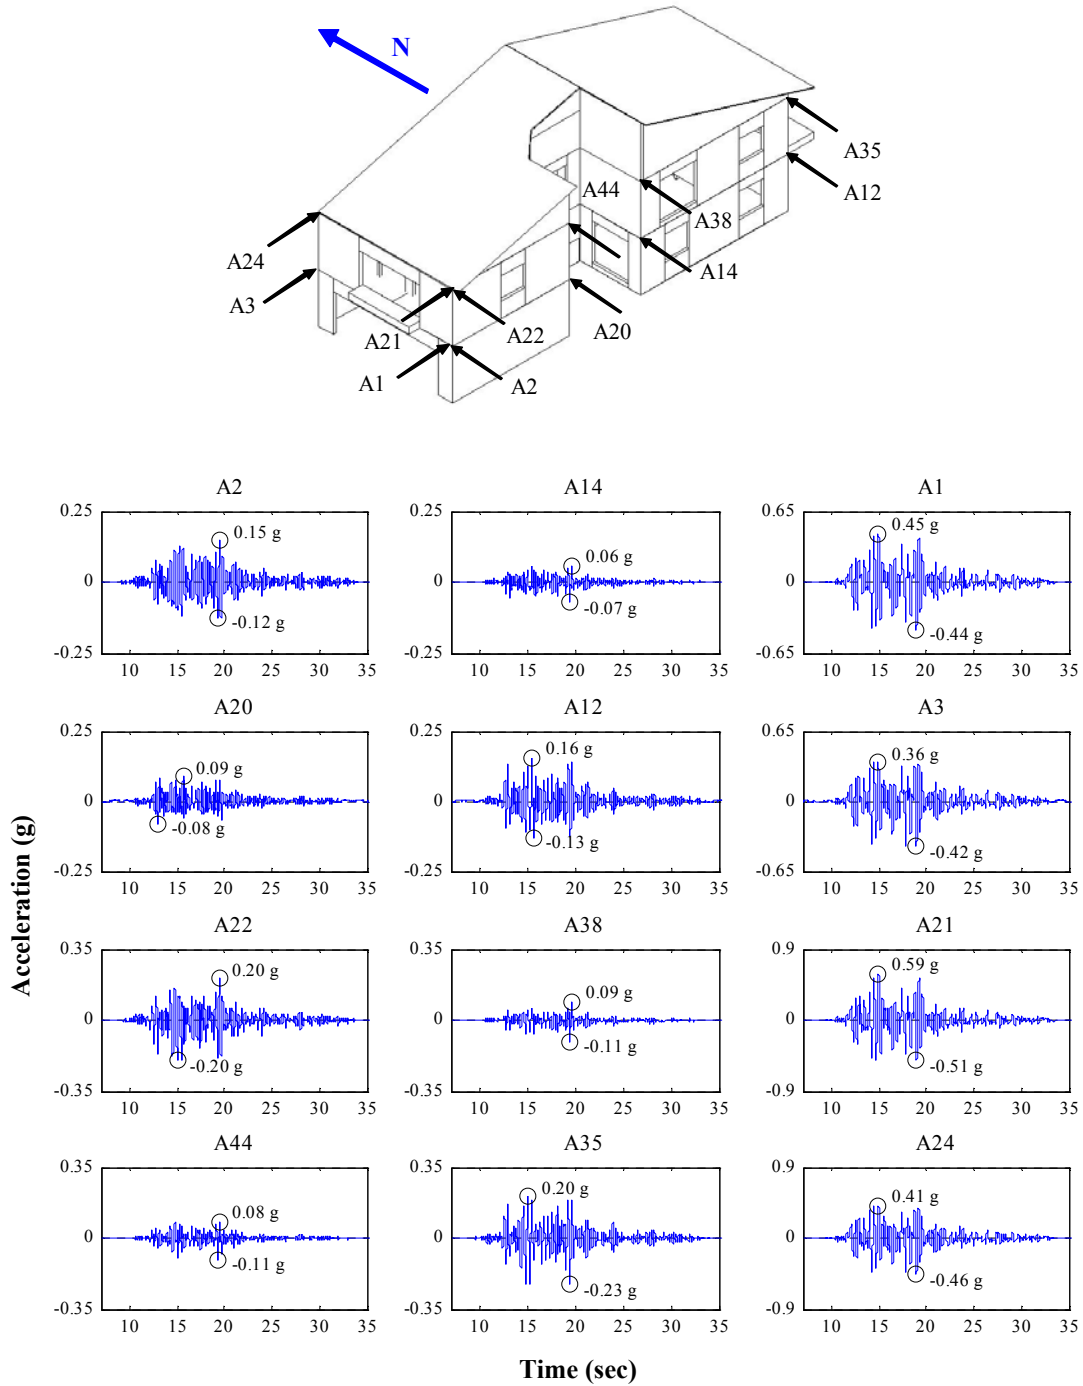 N
A35
A12
A44
A38
A14
A24
A3
A21
A22
A20
A1
A2
A2
A14
A1
0.25
0
-0.25
0.15 g
-0.12 g
10 15 20 25 30 35
0.25
0
-0.25
0.06 g
-0.07 g
10 15 20 25 30 35
0.65
0
-0.65
0.45 g
-0.44 g
10 15 20 25 30 35
A20
A12
A3
0.25
0
-0.25
0.09 g
-0.08 g
10 15 20 25 30 35
0.25
0
-0.25
0.16 g
-0.13 g
10 15 20 25 30 35
0.65
0
-0.65
0.36 g
-0.42 g
10 15 20 25 30 35
Acceleration (g)
A22
A38
A21
0.35
0
-0.35
0.20 g
-0.20 g
10 15 20 25 30 35
0.35
0
-0.35
0.09 g
-0.11 g
10 15 20 25 30 35
0.9
0
-0.9
0.59 g
-0.51 g
10 15 20 25 30 35
A44
A35
A24
0.35
0
-0.35
0.08 g
-0.11 g
10 15 20 25 30 35
0.35
0
-0.35
0.20 g
-0.23 g
10 15 20 25 30 35
0.9
0
-0.9
0.41 g
-0.46 g
10 15 20 25 30 35
Time (sec)